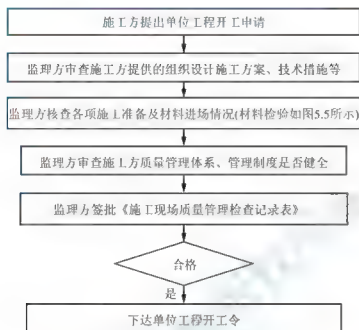 施工方提出单位工程开工申请
监理方审查施工方提供的组织设计施工方案、技术措施等
监理方核查各项施工准备及材料进场情况(材料检验如图5.5所示)
监理方审查施工方质量管理体系、管理制度是否健全
监理方签批《施工现场质量管理检查记录表》
合格
是
下达单位工程开工令